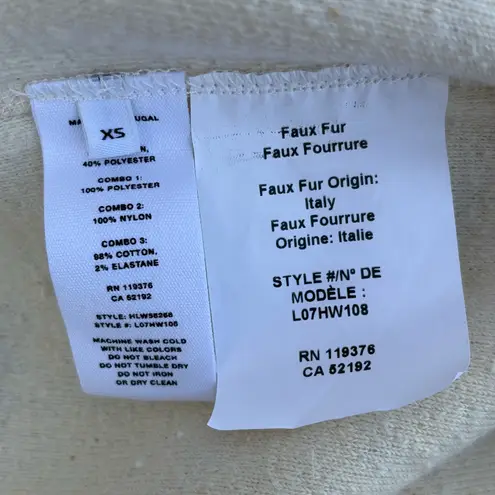 XS
40% POLYESTER
COMBO 1:
100% POLYESTER
COMBO 2:
100% NYLON
COMBO 3:
98% COTTON,
2% ELASTANE
RN 119376
CA 52192
STYLE: HLW58268
STYLE #: L07HW108
MACHINE WASH COLD
WITH LIKE COLORS
DO NOT BLEACH
DO NOT TUMBLE DRY
DO NOT IRON
OR DRY CLEAN
Faux Fur
Faux Fourrure
Faux Fur Origin:
Italy
Faux Fourrure
Origine: Italie
STYLE #/Nº DE
MODÈLE :
L07HW108
RN 119376
CA 52192